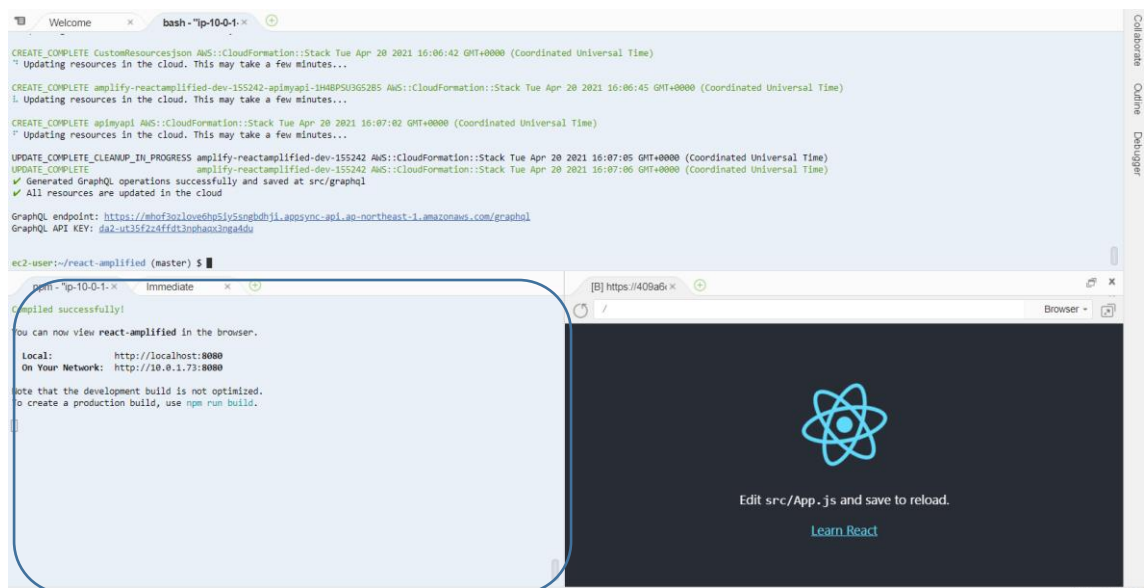 Welcome
bash - "ip-10-0-1-
CREATE_COMPLETE CustomResourcesjson AWS::CloudFormation::Stack Tue Apr 20 2021 16:06:42 GMT+0000 (Coordinated Universal Time)
Updating resources in the cloud. This may take a few minutes...
CREATE_COMPLETE amplify-reactamplified-dev-155242-apimyapi-1H4BPSU3G52B5 AWS::CloudFormation::Stack Tue Apr 20 2021 16:06:45 GMT+0000 (Coordinated Universal Time)
Updating resources in the cloud. This may take a few minutes...
CREATE_COMPLETE apimyapi AWS::CloudFormation::Stack Tue Apr 20 2021 16:07:02 GMT+0000 (Coordinated Universal Time)
Updating resources in the cloud. This may take a few minutes...
UPDATE_COMPLETE_CLEANUP_IN_PROGRESS amplify-reactamplified-dev-155242 AWS::CloudFormation::Stack Tue Apr 20 2021 16:07:05 GMT+0000 (Coordinated Universal Time)
UPDATE_COMPLETE amplify-reactamplified-dev-155242 AWS::CloudFormation::Stack Tue Apr 20 2021 16:07:06 GMT+0000 (Coordinated Universal Time)
✔ Generated GraphQL operations successfully and saved at src/graphql
✔ All resources are updated in the cloud
GraphQL endpoint: https://mhof3ozlove6hp5iy5sngbdhji.appsync-api.ap-northeast-1.amazonaws.com/graphql
GraphQL API KEY: da2-ut35f2z4ffdt3nphaqx3nga4du
ec2-user:~/react-amplified (master) $
Collaborate
Outline
Debugger
npm - "ip-10-0-1-
Immediate
Compiled successfully!
You can now view react-amplified in the browser.
Local: http://localhost:8080
On Your Network: http://10.0.1.73:8080
Note that the development build is not optimized.
To create a production build, use npm run build.
[B] https://409a6
/
Browser
Edit src/App.js and save to reload.
Learn React